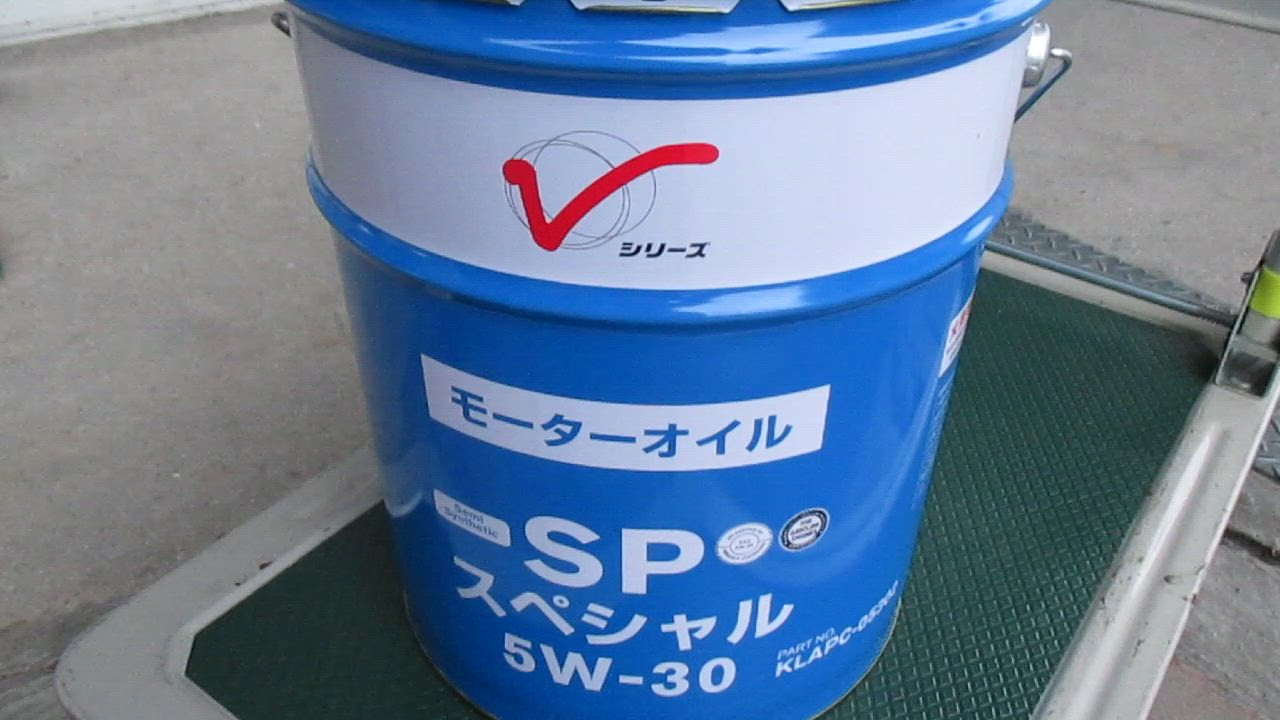 シリーズ
モーターオイル
Semi
Synthetic
SP
スペシャル
5W-30
PART NO.